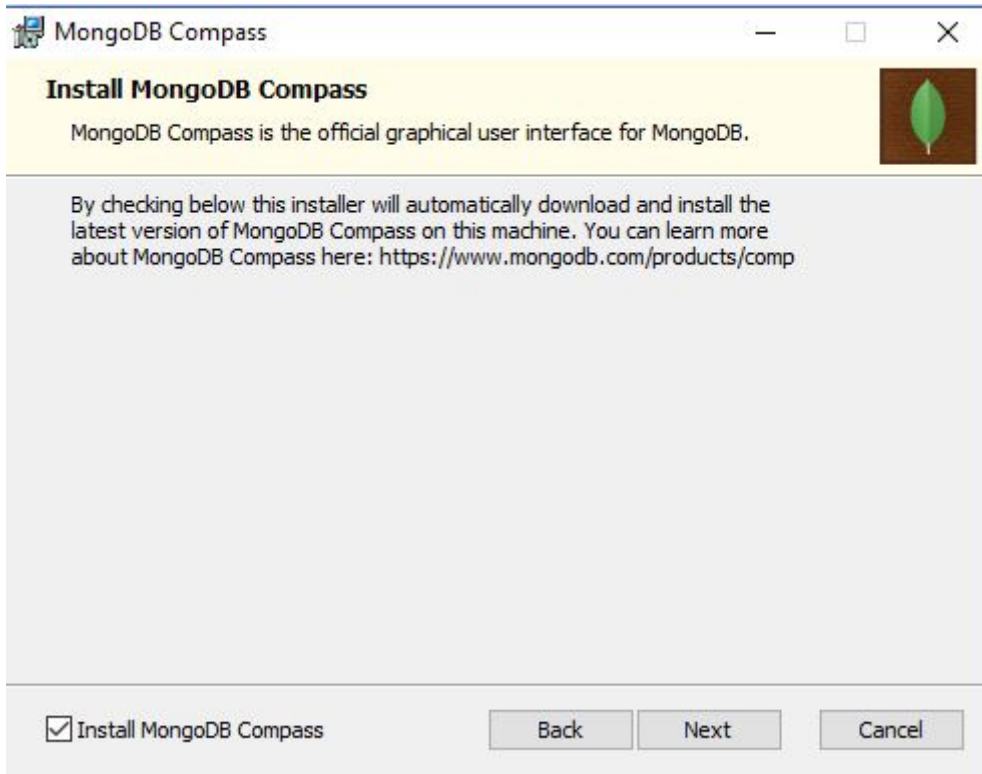 MongoDB Compass
Install MongoDB Compass
MongoDB Compass is the official graphical user interface for MongoDB.
By checking below this installer will automatically download and install the
latest version of MongoDB Compass on this machine. You can learn more
about MongoDB Compass here: https://www.mongodb.com/products/comp
Install MongoDB Compass
Back
Next
Cancel